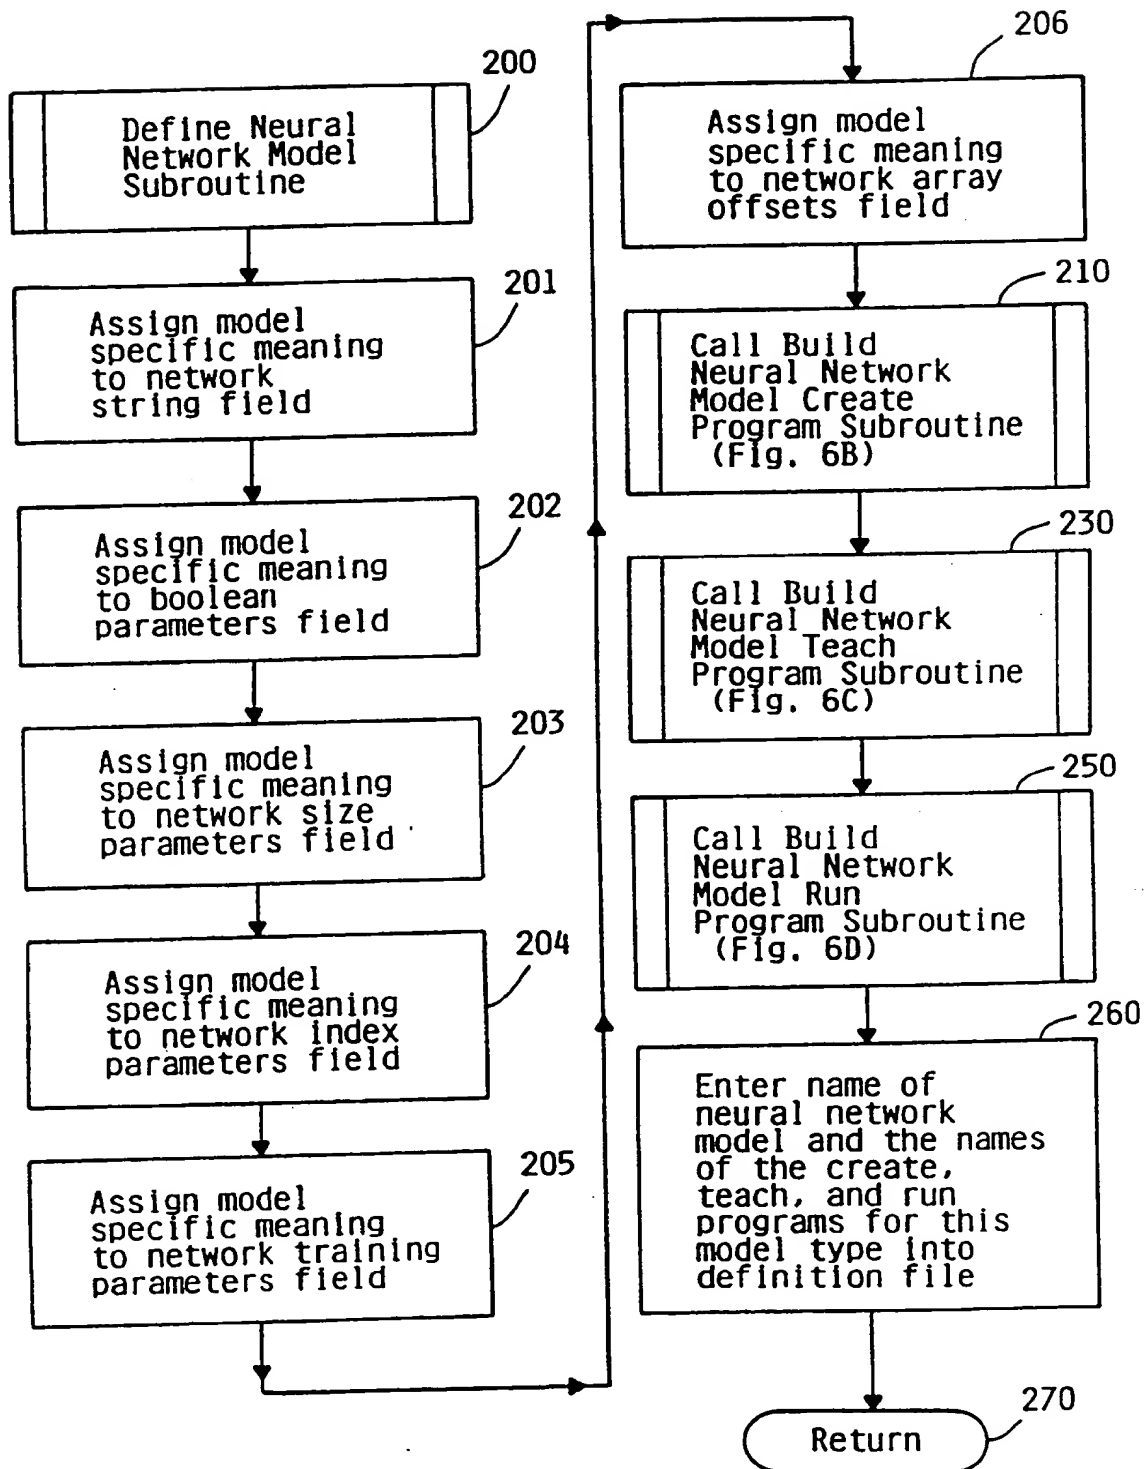 200
Define Neural
Network Model
Subroutine
201
Assign model
specific meaning
to network
string field
202
Assign model
specific meaning
to boolean
parameters field
203
Assign model
specific meaning
to network size
parameters field
204
Assign model
specific meaning
to network index
parameters field
205
Assign model
specific meaning
to network training
parameters field
206
Assign model
specific meaning
to network array
offsets field
210
Call Build
Neural Network
Model Create
Program Subroutine
(Fig. 6B)
230
Call Build
Neural Network
Model Teach
Program Subroutine
(Fig. 6C)
250
Call Build
Neural Network
Model Run
Program Subroutine
(Fig. 6D)
260
Enter name of
neural network
model and the names
of the create,
teach, and run
programs for this
model type into
definition file
270
Return